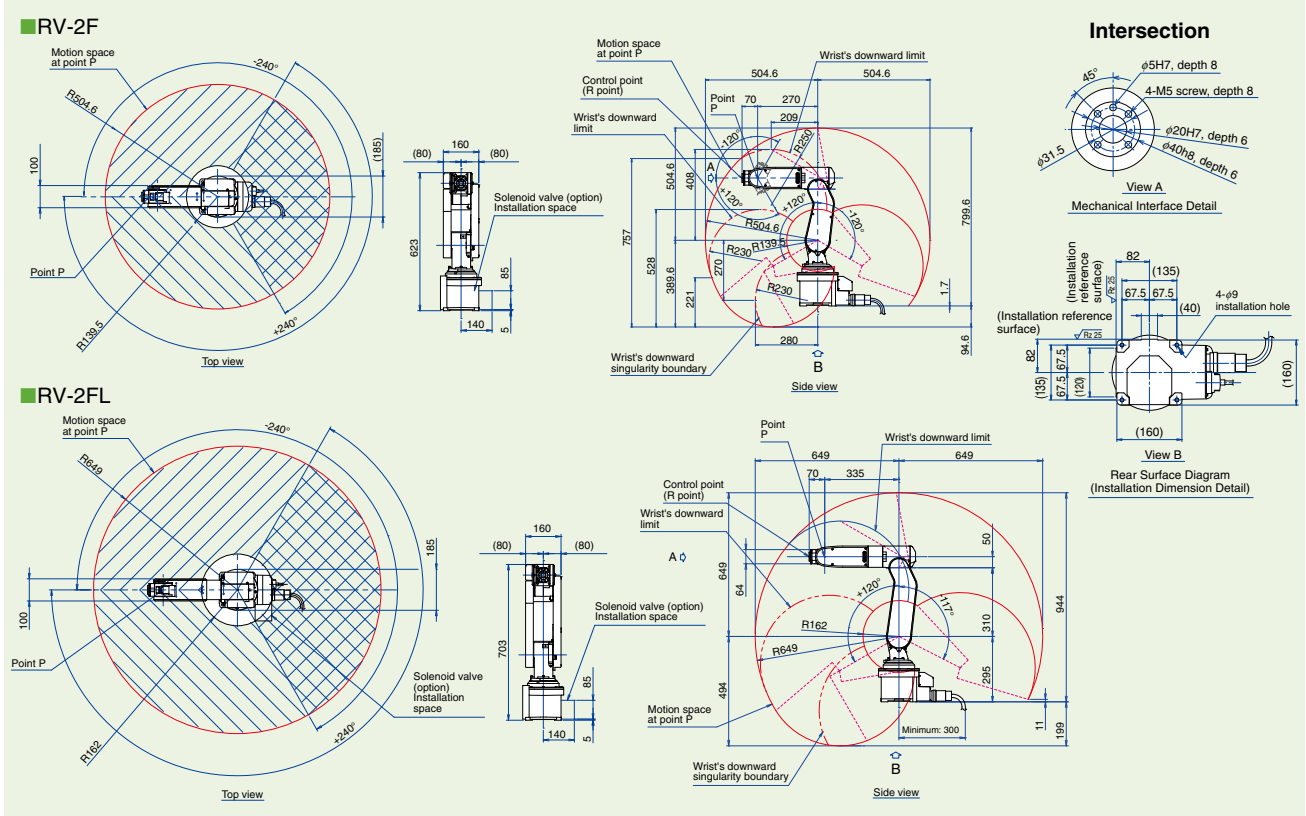 RV-2F
Motion space
at point P
-240°
R504.6
100
(185)
Point P
R139.5
+240°
Top view
160
(80)
(80)
Solenoid valve (option)
Installation space
623
85
140
5
Motion space
at point P
Wrist's downward limit
504.6
504.6
Control point
(R point)
Point
P
70
270
209
Wrist's downward
limit
-120°
R250
A
504.6
408
+120°
+120°
-120°
R504.6
R139.5
R230
757
528
389.6
270
221
R230
799.6
1.7
94.6
280
Wrist's downward
singularity boundary
B
Side view
Intersection
45°
φ5H7, depth 8
4-M5 screw, depth 8
φ20H7, depth 6
φ40h8, depth 6
φ31.5
View A
Mechanical Interface Detail
(Installation
reference
surface)
Rz 25
82
(135)
67.5
67.5
4-φ9
installation hole
(40)
(Installation reference
surface)
Rz 25
82
(135)
67.5
67.5
(120)
(160)
(160)
View B
Rear Surface Diagram
(Installation Dimension Detail)
RV-2FL
Motion space
at point P
-240°
R649
185
100
Point P
Solenoid valve
(option)
Installation
space
R162
+240°
Top view
160
(80)
(80)
Solenoid valve (option)
Installation space
703
85
140
5
Point
P
Wrist's downward limit
649
649
70
335
Control point
(R point)
Wrist's downward
limit
A
50
649
64
+120°
-117°
944
R162
310
R649
295
494
Motion space
at point P
Minimum: 300
11
199
Wrist's downward
singularity boundary
B
Side view